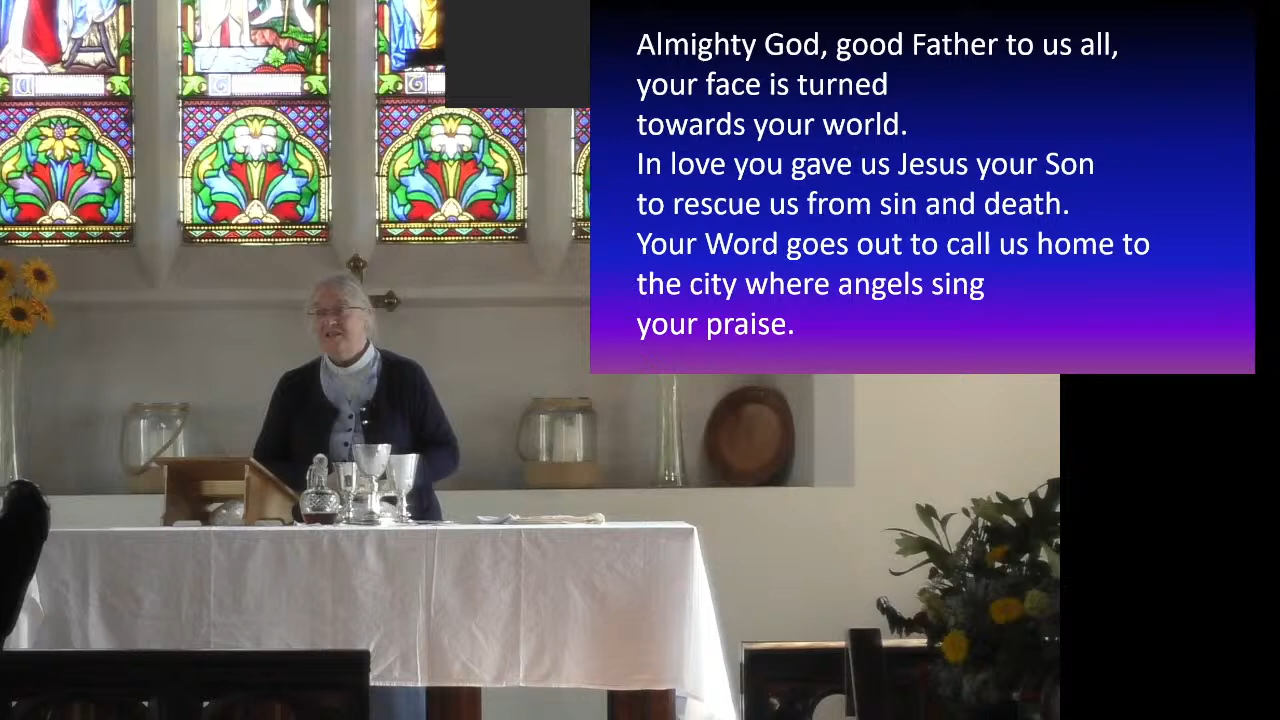 Almighty God, good Father to us all,
your face is turned
towards your world.
In love you gave us Jesus your Son
to rescue us from sin and death.
Your Word goes out to call us home to
the city where angels sing
your praise.